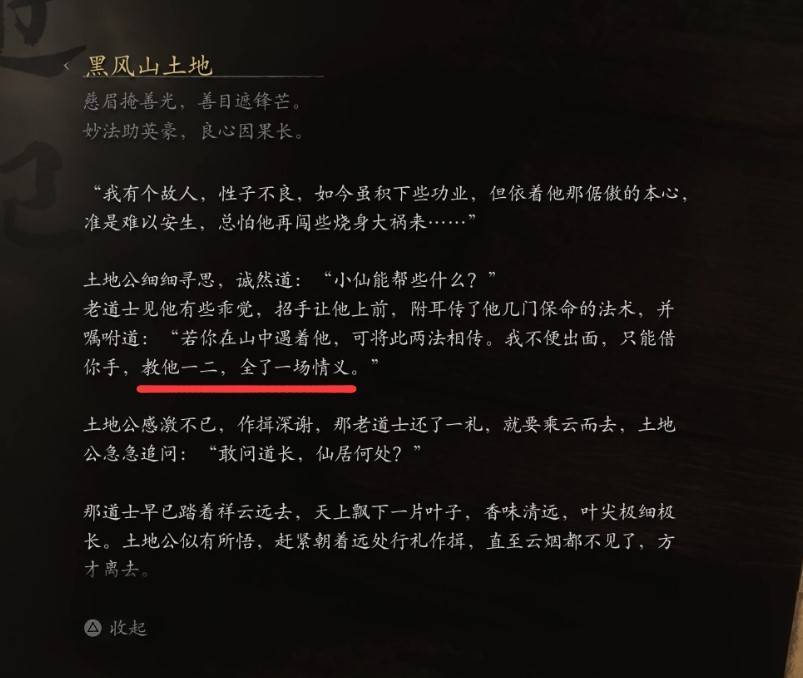 黑风山土地
慈眉掩善光，善目遮锋芒。
妙法助英豪，良心因果长。
“我有个故人，性子不良，如今虽积下些功业，但依着他那倨傲的本心，
准是难以安生，总怕他再闯些烧身大祸来……”
土地公细细寻思，诚然道：“小仙能帮些什么？”
老道士见他有些乖觉，招手让他上前，附耳传了他几门保命的法术，并
嘱咐道：“若你在山中遇着他，可将此两法相传。我不便出面，只能借
你手，教他一二，全了一场情义。”
土地公感激不已，作揖深谢，那老道士还了一礼，就要乘云而去，土地
公急急追问：“敢问道长，仙居何处？”
那道士早已踏着祥云远去，天上飘下一片叶子，香味清远，叶尖极细极
长。土地公似有所悟，赶紧朝着远处行礼作揖，直至云烟都不见了，方
才离去。
收起